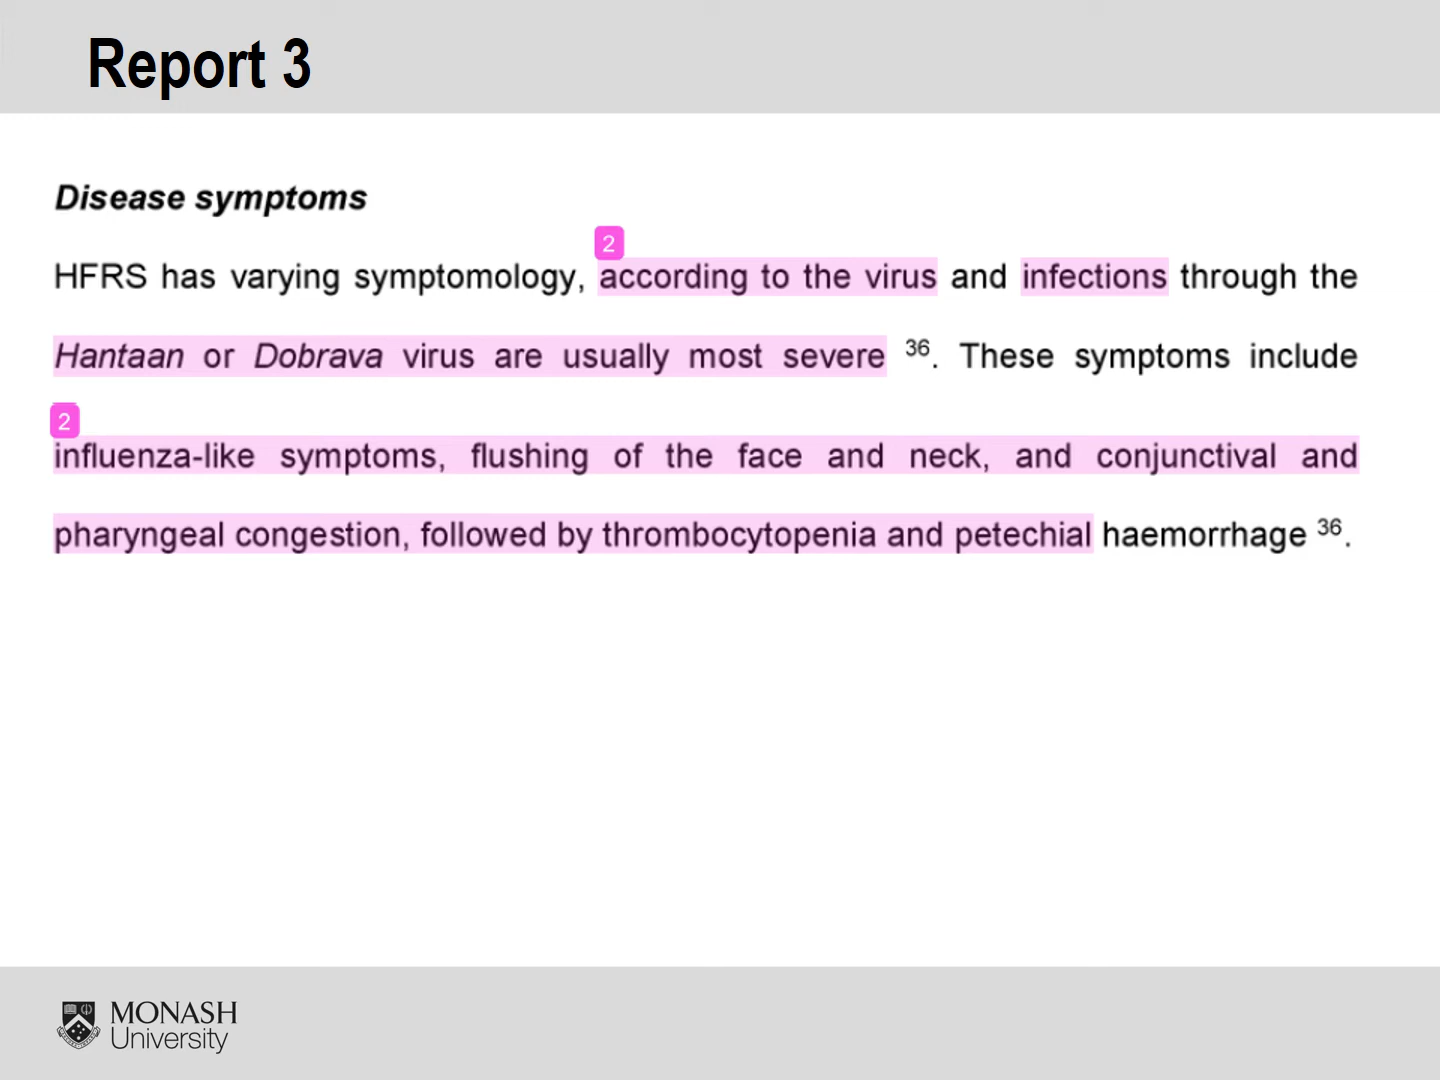 Report 3
Disease symptoms
2
HFRS has varying symptomology, according to the virus and infections through the
Hantaan or Dobrava virus are usually most severe 36. These symptoms include
2
influenza-like symptoms, flushing of the face and neck, and conjunctival and
pharyngeal congestion, followed by thrombocytopenia and petechial haemorrhage 36.
MONASH
University